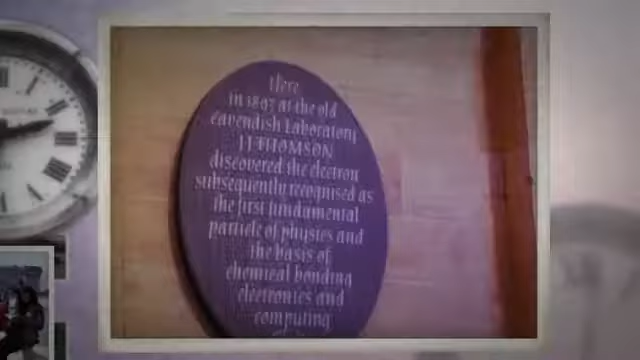 Here
in 1897 at the old
Cavendish Laboratory
J J THOMSON
discovered the electron
subsequently recognised as
the first fundamental
particle of physics and
the basis of
chemical bonding
electronics and
computing